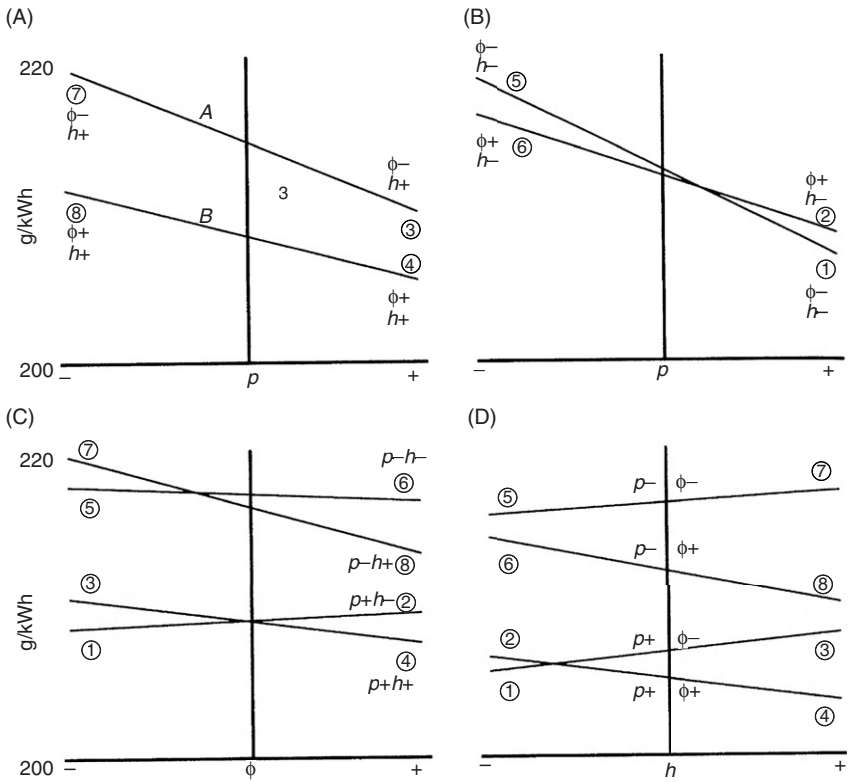 (A)
220
⑦
ϕ−
h+
A
ϕ−
h+
3
③
g/kWh
⑧
ϕ+
h+
B
④
ϕ+
h+
200
− p +
(B)
ϕ−
h−
⑤
ϕ+
h−
⑥
ϕ+
h−
②
①
ϕ−
h−
− p +
(C)
220
⑦
p−h−
⑥
⑤
p−h+⑧
③
p+h−②
g/kWh
①
④
p+h+
200
− ϕ +
(D)
⑦
⑤
p− ϕ−
p− ϕ+
⑥
⑧
②
p+ ϕ−
③
①
p+ ϕ+
④
− h +